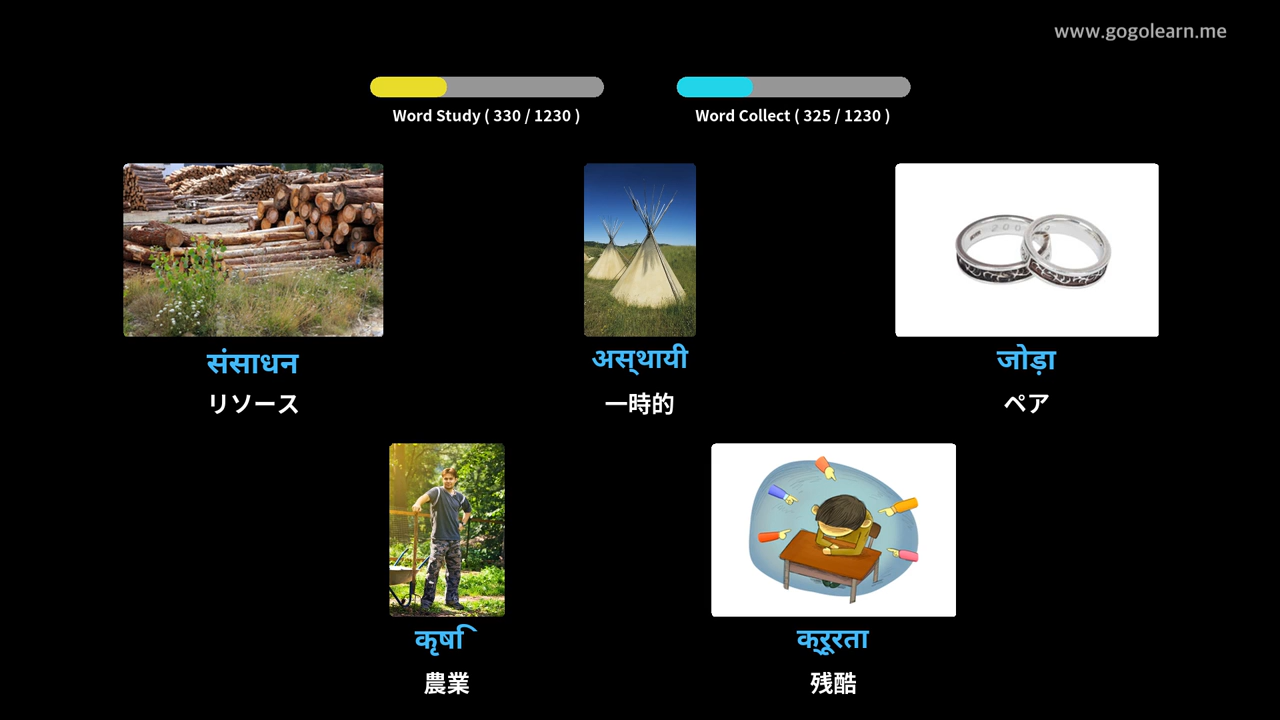 www.gogolearn.me
Word Study ( 330 / 1230 )
Word Collect ( 325 / 1230 )
संसाधन
リソース
अस्थायी
一時的
जोड़ा
ペア
कृषि
農業
क्रूरता
残酷